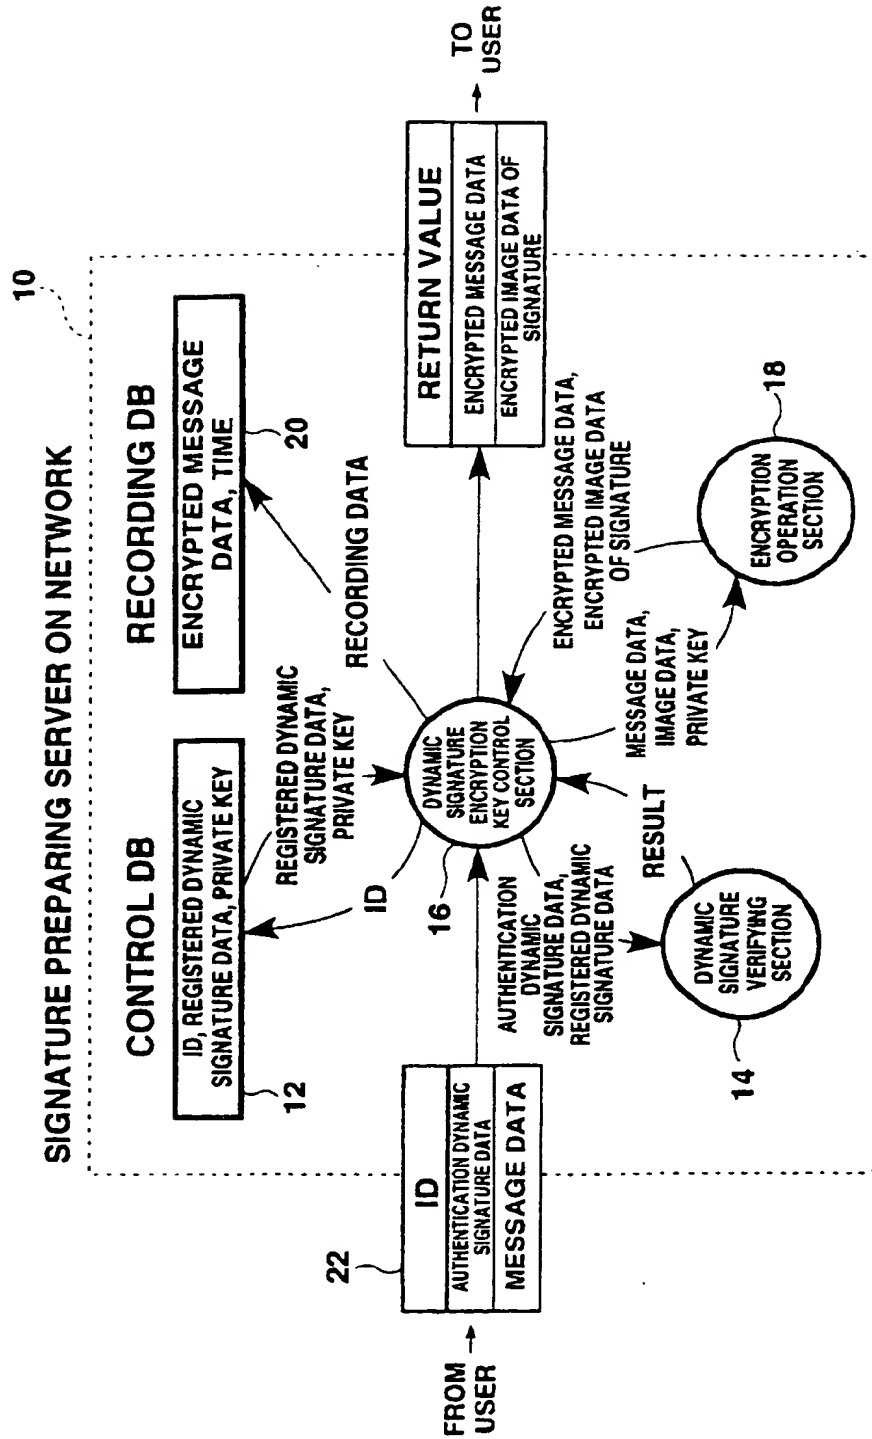 SIGNATURE PREPARING SERVER ON NETWORK
10
CONTROL DB
ID, REGISTERED DYNAMIC
SIGNATURE DATA, PRIVATE KEY
12
RECORDING DB
ENCRYPTED MESSAGE
DATA, TIME
20
ID
REGISTERED DYNAMIC
SIGNATURE DATA,
PRIVATE KEY
RECORDING DATA
FROM
USER
22
ID
AUTHENTICATION DYNAMIC
SIGNATURE DATA
MESSAGE DATA
16
DYNAMIC
SIGNATURE
ENCRYPTION
KEY CONTROL
SECTION
RETURN VALUE
ENCRYPTED MESSAGE DATA
ENCRYPTED IMAGE DATA OF
SIGNATURE
TO
USER
AUTHENTICATION
DYNAMIC
SIGNATURE DATA,
REGISTERED DYNAMIC
SIGNATURE DATA
RESULT
DYNAMIC
SIGNATURE
VERIFYING
SECTION
14
MESSAGE DATA,
IMAGE DATA,
PRIVATE KEY
ENCRYPTED MESSAGE DATA,
ENCRYPTED IMAGE DATA
OF SIGNATURE
ENCRYPTION
OPERATION
SECTION
18